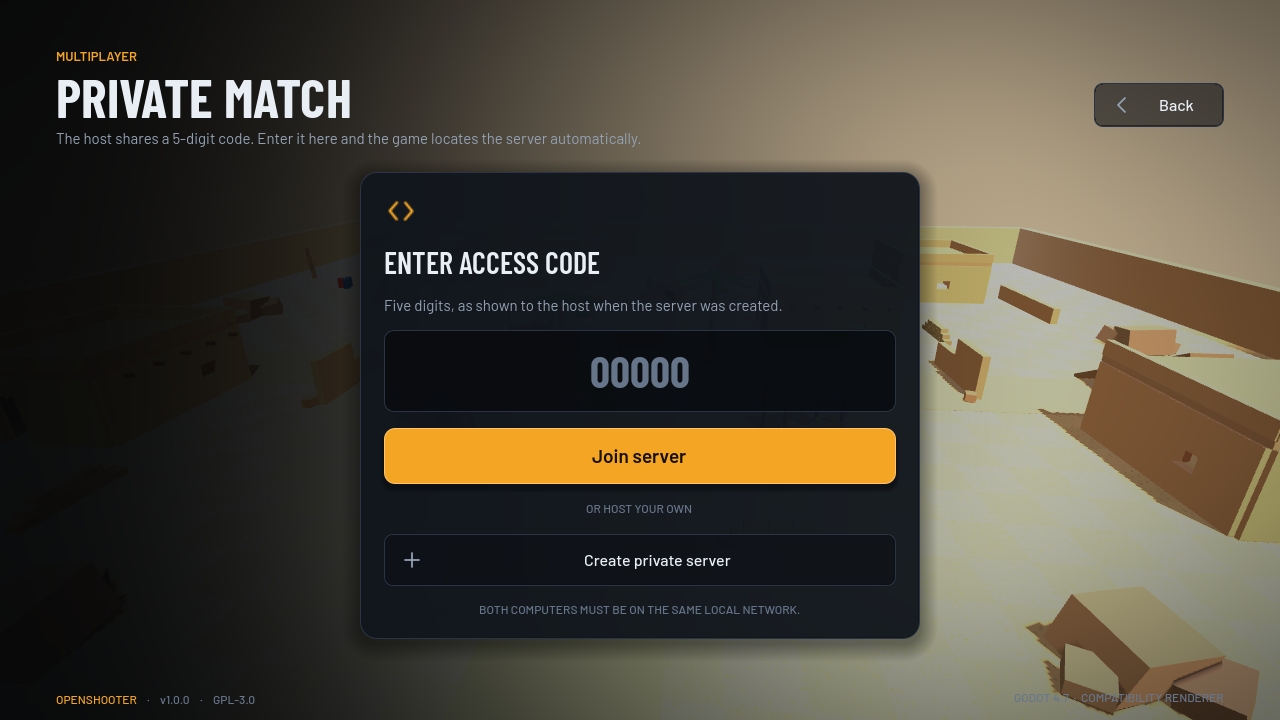 MULTIPLAYER
PRIVATE MATCH
The host shares a 5-digit code. Enter it here and the game locates the server automatically.
Back
ENTER ACCESS CODE
Five digits, as shown to the host when the server was created.
00000
Join server
OR HOST YOUR OWN
Create private server
BOTH COMPUTERS MUST BE ON THE SAME LOCAL NETWORK.
OPENSHOOTER · v1.0.0 · GPL-3.0
GODOT · COMPATIBILITY RENDERER